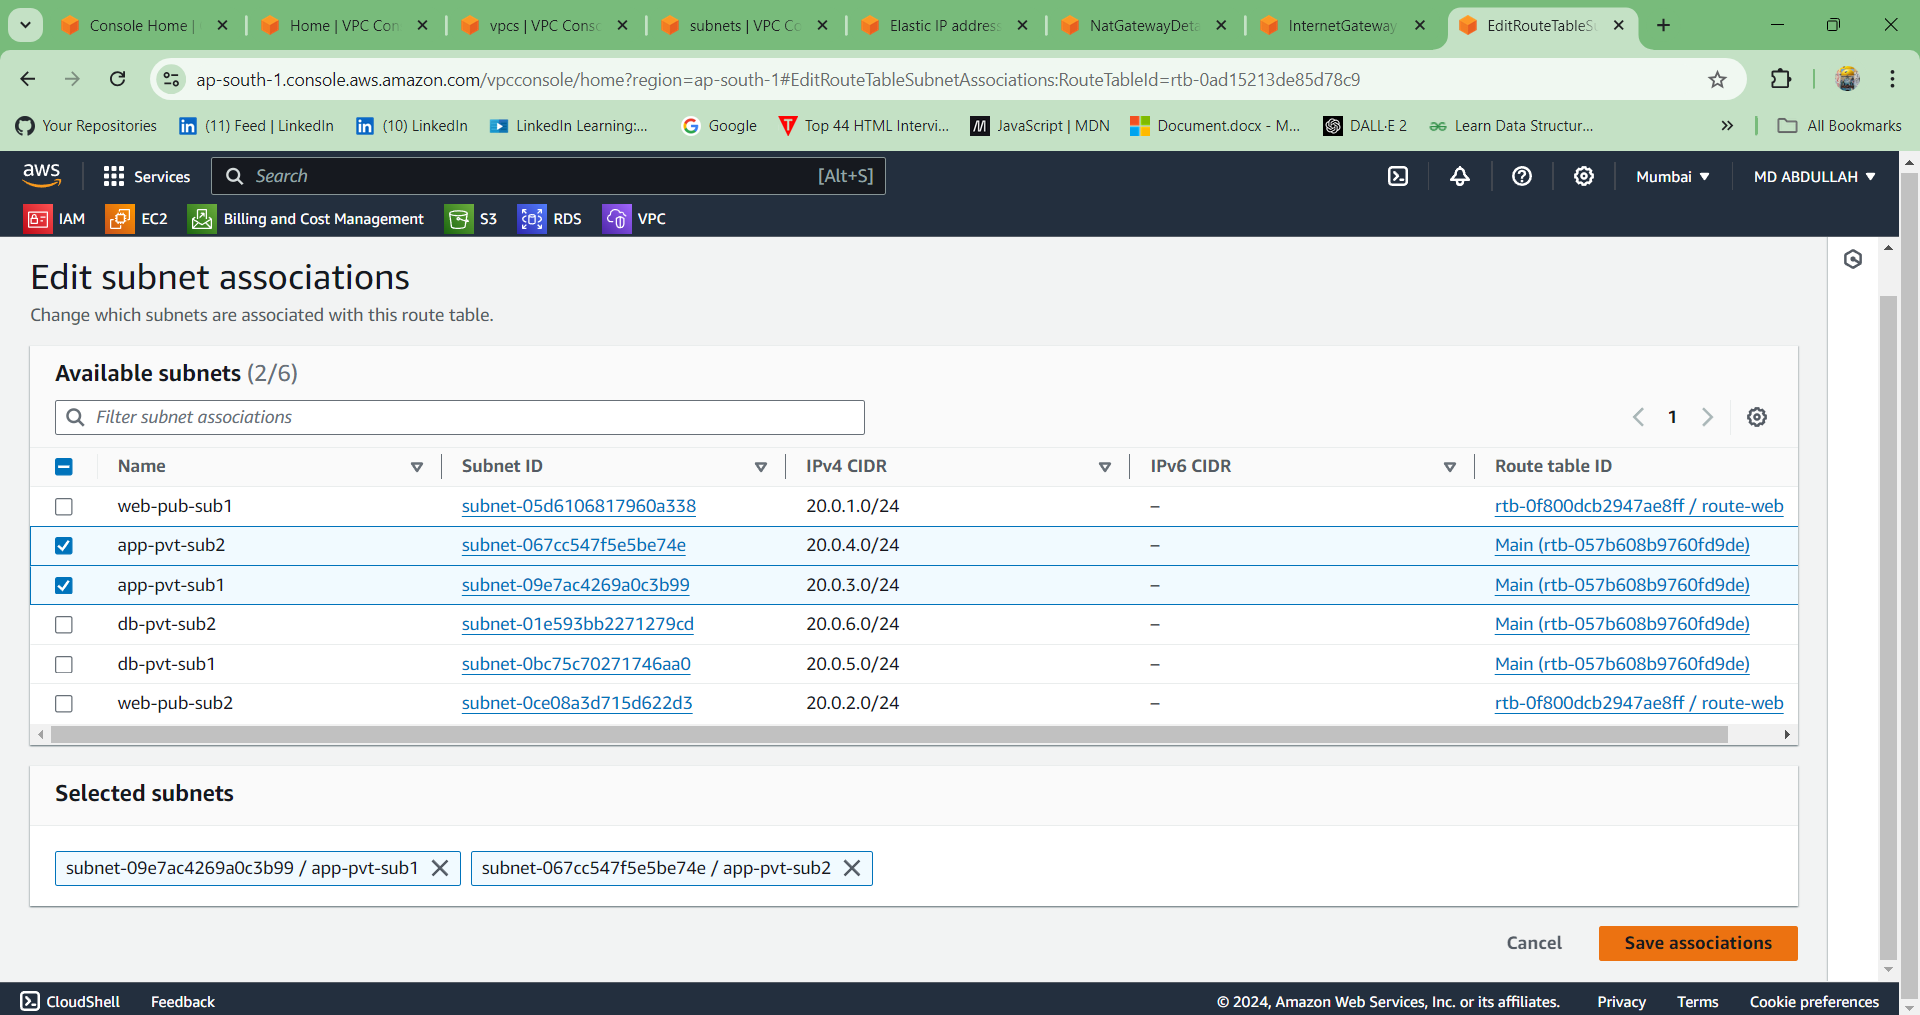 Console Home |
Home | VPC Con
vpcs | VPC Conso
subnets | VPC Co
Elastic IP address
NatGatewayDeta
InternetGateway
EditRouteTableSu
ap-south-1.console.aws.amazon.com/vpcconsole/home?region=ap-south-1#EditRouteTableSubnetAssociations:RouteTableId=rtb-0ad15213de85d78c9
Your Repositories
(11) Feed | LinkedIn
(10) LinkedIn
LinkedIn Learning:...
Google
Top 44 HTML Intervi...
JavaScript | MDN
Document.docx - M...
DALL·E 2
Learn Data Structur...
All Bookmarks
aws
Services
Search
[Alt+S]
Mumbai
MD ABDULLAH
IAM
EC2
Billing and Cost Management
S3
RDS
VPC
Edit subnet associations
Change which subnets are associated with this route table.
Available subnets (2/6)
Filter subnet associations
1
Name Subnet ID IPv4 CIDR IPv6 CIDR Route table ID
web-pub-sub1 subnet-05d6106817960a338 20.0.1.0/24 – rtb-0f800dcb2947ae8ff / route-web
app-pvt-sub2 subnet-067cc547f5e5be74e 20.0.4.0/24 – Main (rtb-057b608b9760fd9de)
app-pvt-sub1 subnet-09e7ac4269a0c3b99 20.0.3.0/24 – Main (rtb-057b608b9760fd9de)
db-pvt-sub2 subnet-01e593bb2271279cd 20.0.6.0/24 – Main (rtb-057b608b9760fd9de)
db-pvt-sub1 subnet-0bc75c70271746aa0 20.0.5.0/24 – Main (rtb-057b608b9760fd9de)
web-pub-sub2 subnet-0ce08a3d715d622d3 20.0.2.0/24 – rtb-0f800dcb2947ae8ff / route-web
Selected subnets
subnet-09e7ac4269a0c3b99 / app-pvt-sub1
subnet-067cc547f5e5be74e / app-pvt-sub2
Cancel
Save associations
CloudShell
Feedback
© 2024, Amazon Web Services, Inc. or its affiliates.
Privacy
Terms
Cookie preferences